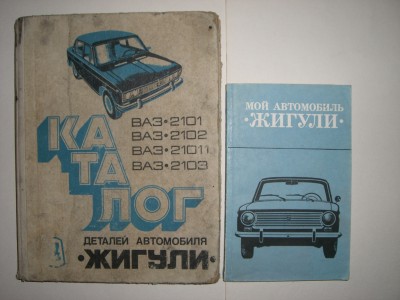 ВАЗ•2101
ВАЗ•2102
ВАЗ•21011
ВАЗ•2103
КА
ТА
ЛОГ
ДЕТАЛЕЙ АВТОМОБИЛЯ
•ЖИГУЛИ•
МОЙ АВТОМОБИЛЬ
•ЖИГУЛИ•